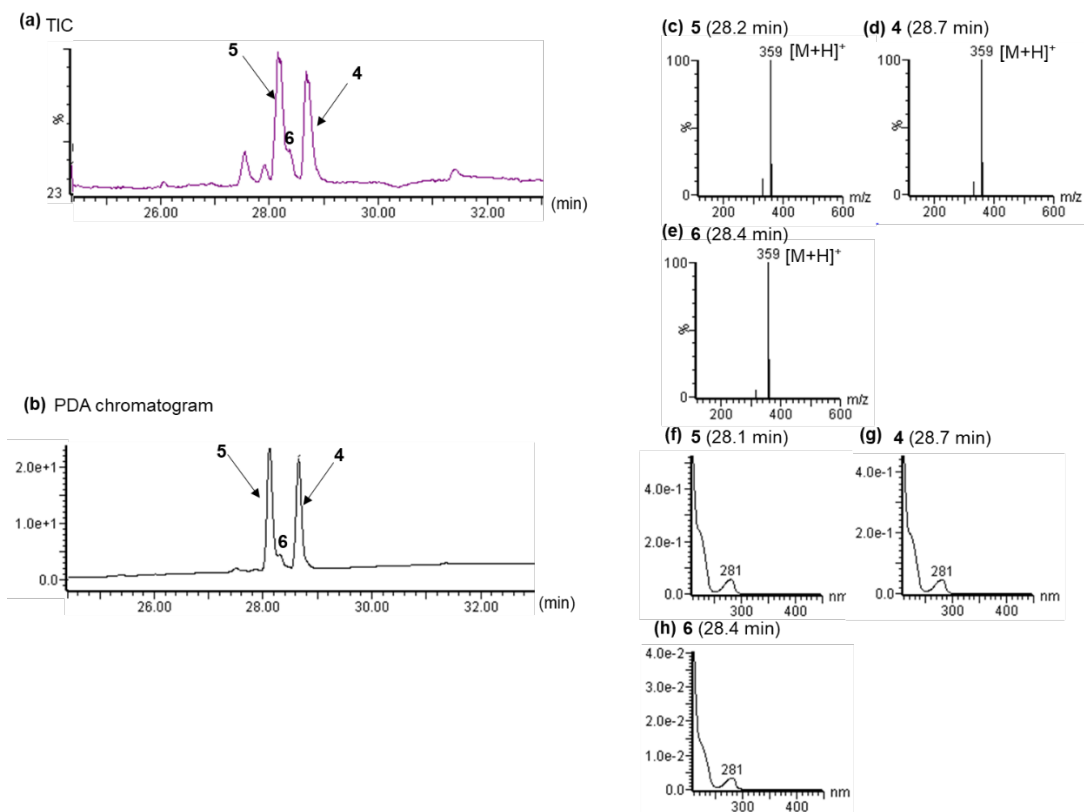 (a) TIC
5
4
6
%
23
26.00 28.00 30.00 32.00 (min)
(b) PDA chromatogram
5
4
6
2.0e+1
1.0e+1
0.0
26.00 28.00 30.00 32.00 (min)
(c) 5 (28.2 min)
359 [M+H]+
100
%
0
200 400 600 m/z
(d) 4 (28.7 min)
359 [M+H]+
100
%
0
200 400 600 m/z
(e) 6 (28.4 min)
359 [M+H]+
100
%
0
200 400 600 m/z
(f) 5 (28.1 min)
4.0e-1
2.0e-1
0.0
281
300 400 nm
(g) 4 (28.7 min)
4.0e-1
2.0e-1
0.0
281
300 400 nm
(h) 6 (28.4 min)
4.0e-2
3.0e-2
2.0e-2
1.0e-2
0.0
281
300 400 nm